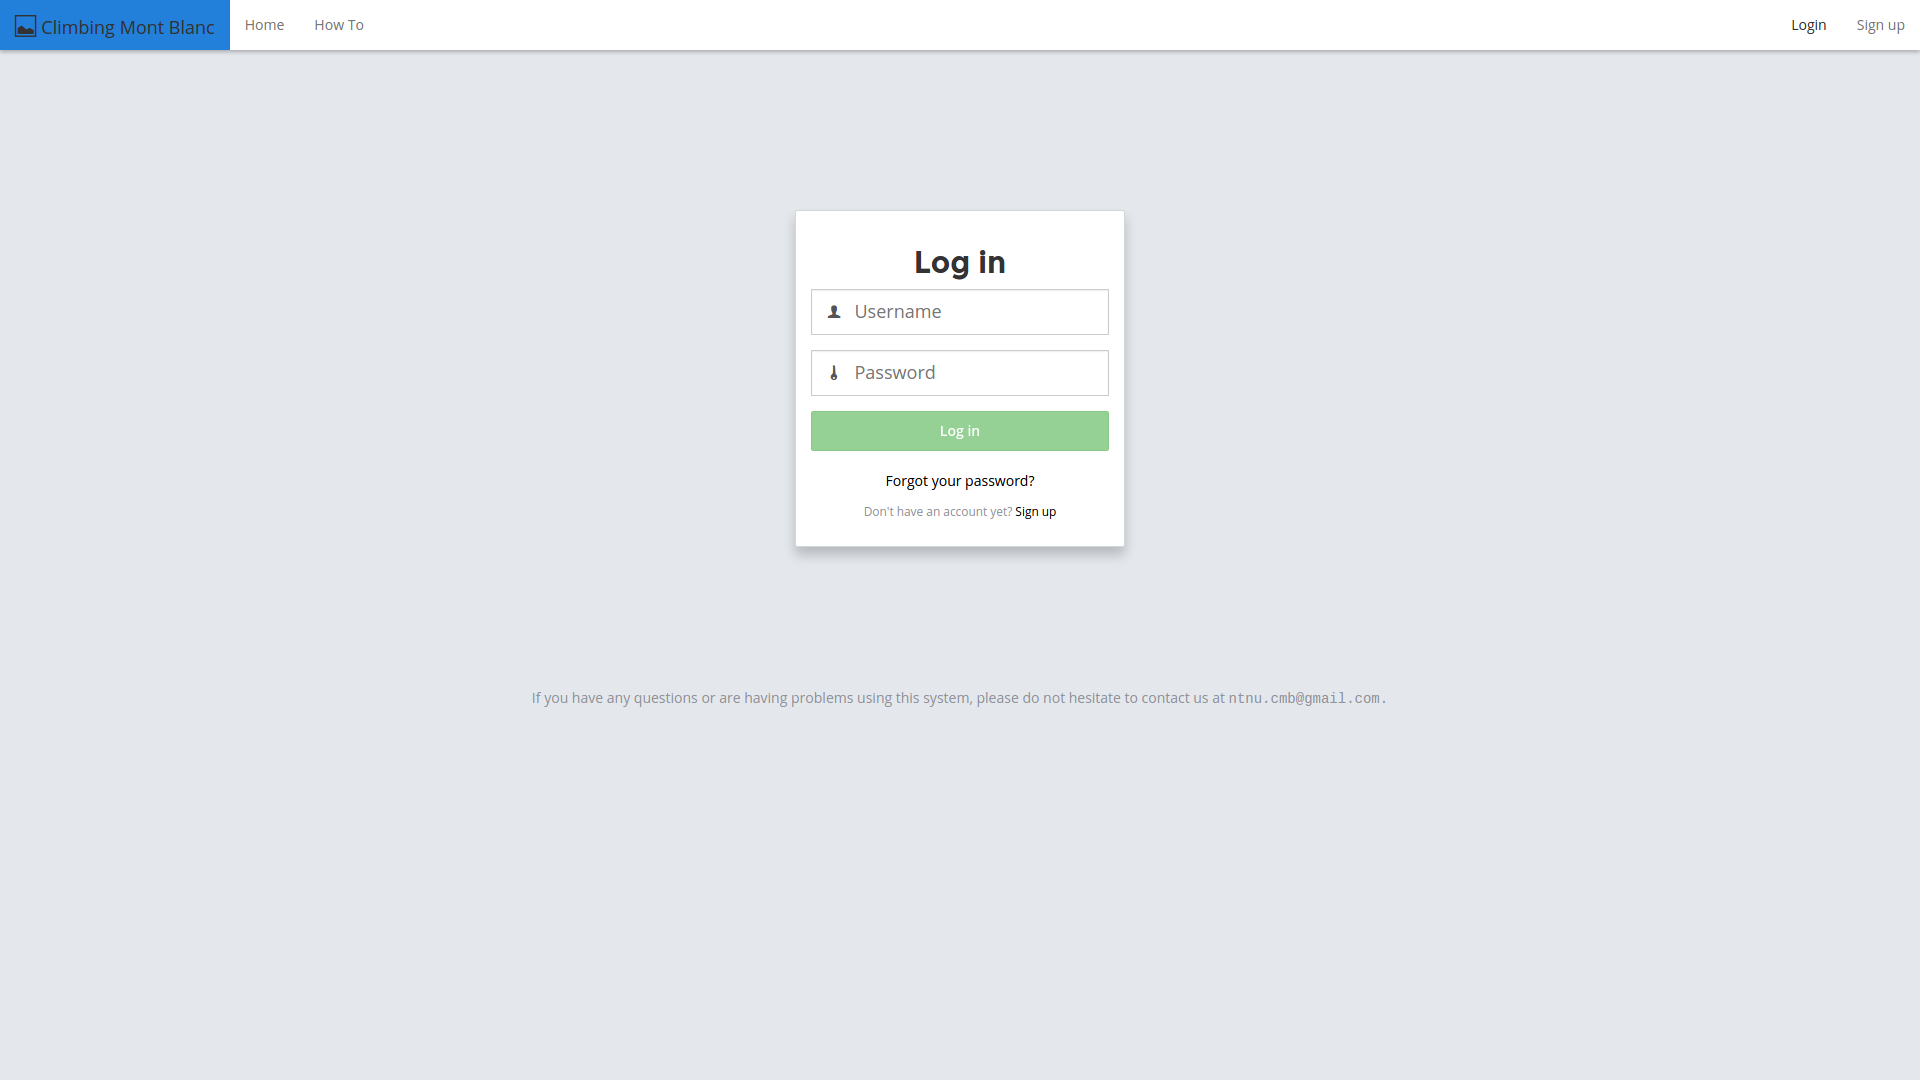 Climbing Mont Blanc Home How To Login Sign up
Log in
Username
Password
Log in
Forgot your password?
Don't have an account yet? Sign up
If you have any questions or are having problems using this system, please do not hesitate to contact us at ntnu.cmb@gmail.com.